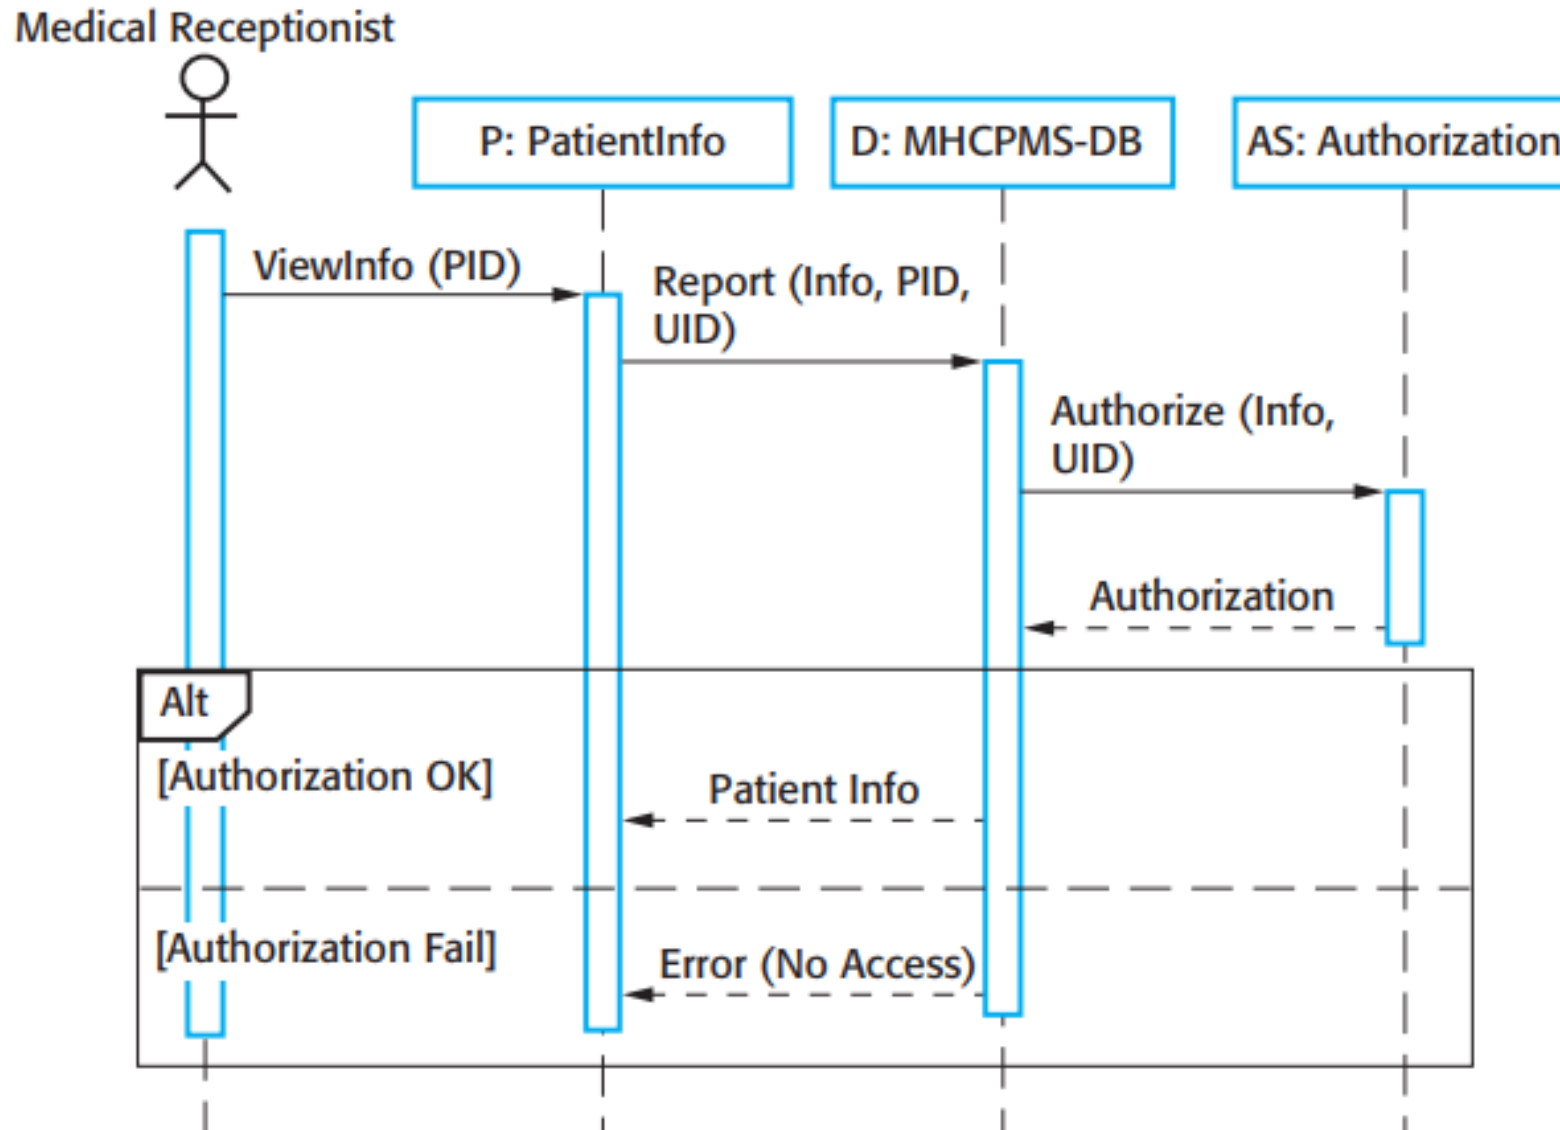 Medical Receptionist
P: PatientInfo
D: MHCPMS-DB
AS: Authorization
ViewInfo (PID)
Report (Info, PID,
UID)
Authorize (Info,
UID)
Authorization
Alt
[Authorization OK]
Patient Info
[Authorization Fail]
Error (No Access)